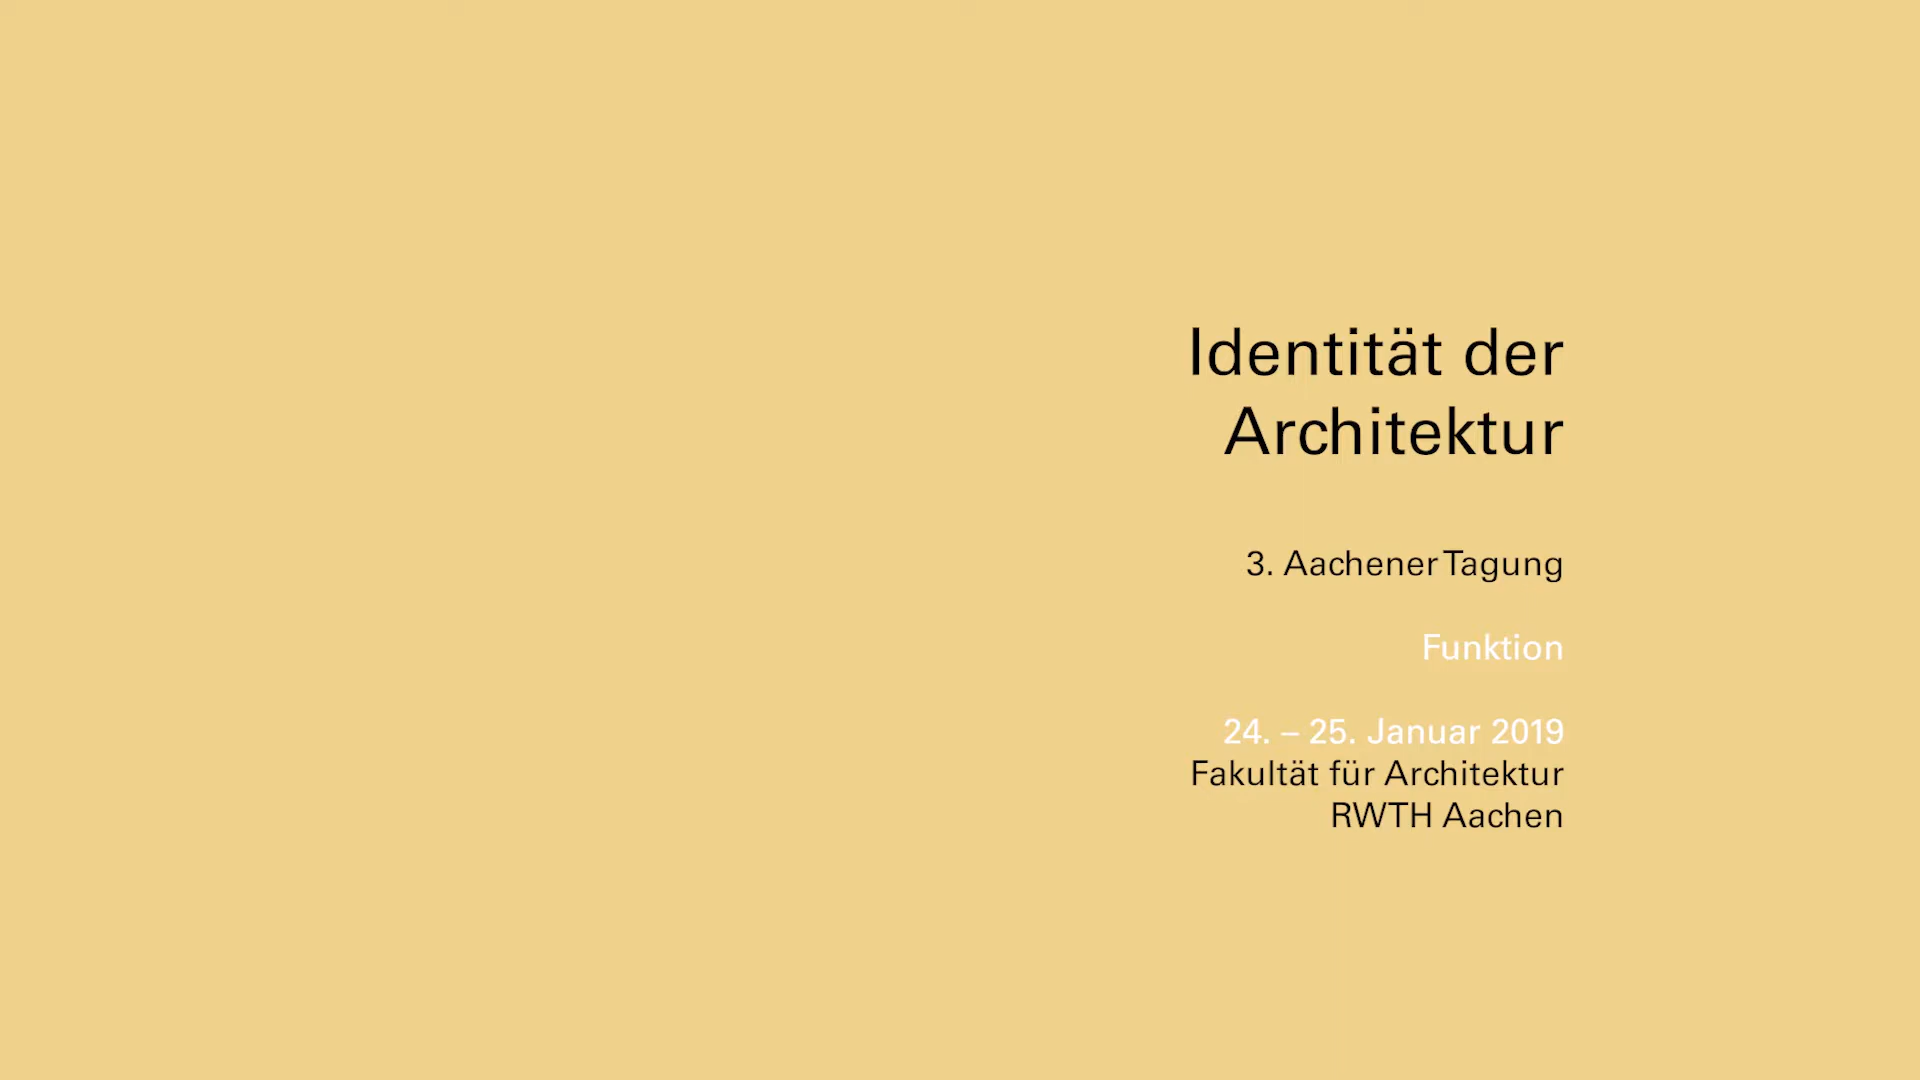 Identität der
Architektur
3. Aachener Tagung
Funktion
24. – 25. Januar 2019
Fakultät für Architektur
RWTH Aachen